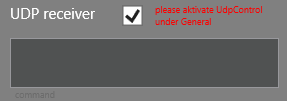 UDP receiver
please aktivate UdpControl
under General
command